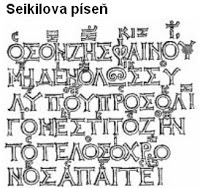 Seikilova píseň
ΟΣΟΝΖΗΣΦΑΙΝΟΥ
ΜΗΔΕΝΟΛΩΣΣΥ
ΛΥΠΟΥΠΡΟΣΟΛΙ
ΓΟΝΕΣΤΙΤΟΖΗΝ
ΤΟΤΕΛΟΣΟΧΡΟ
ΝΟΣΑΠΑΙΤΕΙ